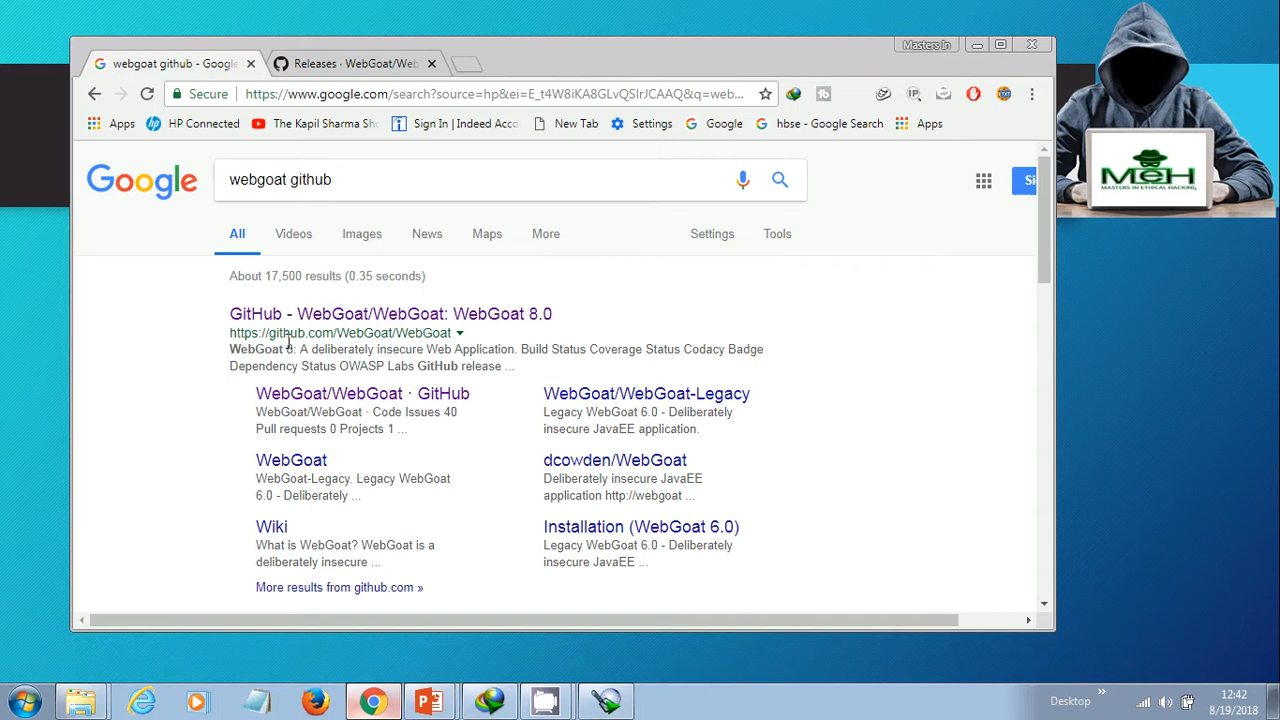 Masters In
webgoat github - Google
Releases · WebGoat/Web
Secure
https://www.google.com/search?source=hp&ei=E_t4W8iKA8GLvQSIrJCAAQ&q=web...
Apps
HP Connected
The Kapil Sharma Sho
Sign In | Indeed Acco
New Tab
Settings
Google
hbse - Google Search
Apps
Google
webgoat github
Si
All
Videos
Images
News
Maps
More
Settings
Tools
About 17,500 results (0.35 seconds)
GitHub - WebGoat/WebGoat: WebGoat 8.0
https://github.com/WebGoat/WebGoat
WebGoat 8: A deliberately insecure Web Application. Build Status Coverage Status Codacy Badge
Dependency Status OWASP Labs GitHub release ...
WebGoat/WebGoat · GitHub
WebGoat/WebGoat · Code Issues 40
Pull requests 0 Projects 1 ...
WebGoat/WebGoat-Legacy
Legacy WebGoat 6.0 - Deliberately
insecure JavaEE application.
WebGoat
WebGoat-Legacy. Legacy WebGoat
6.0 - Deliberately ...
dcowden/WebGoat
Deliberately insecure JavaEE
application http://webgoat ...
Wiki
What is WebGoat? WebGoat is a
deliberately insecure ...
Installation (WebGoat 6.0)
Legacy WebGoat 6.0 - Deliberately
insecure JavaEE ...
More results from github.com »
MeH
MASTERS IN ETHICAL HACKING
Desktop
12:42
8/19/2018